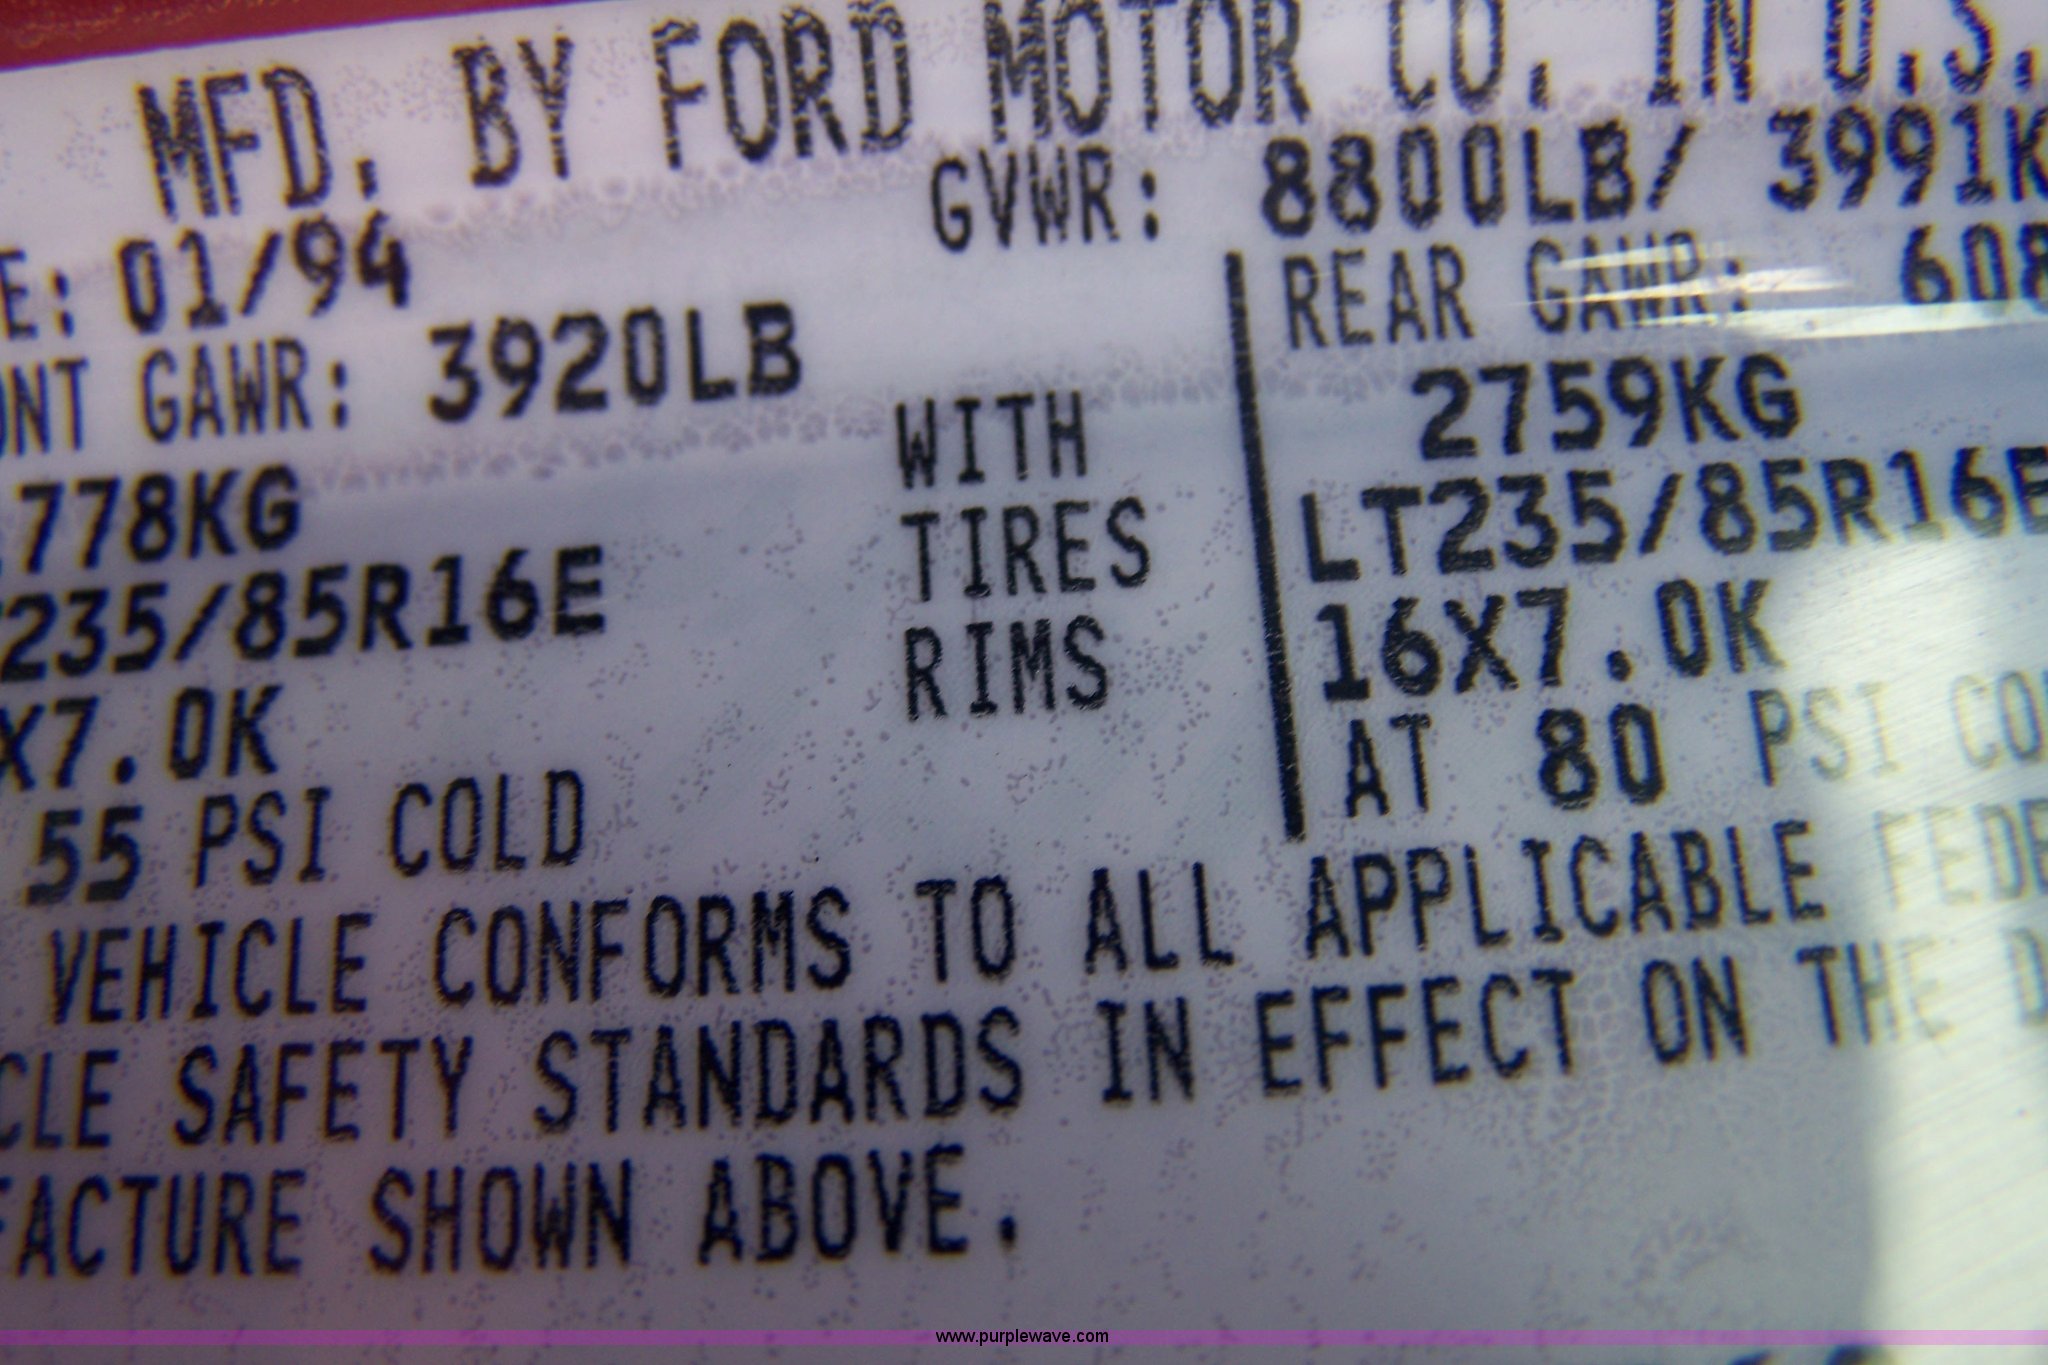 MFD. BY FORD MOTOR CO. IN U.S.
E: 01/94 GVWR: 8800LB/ 3991K
ONT GAWR: 3920LB REAR GAWR: 608
778KG WITH 2759KG
235/85R16E TIRES LT235/85R16E
X7.0K RIMS 16X7.0K
55 PSI COLD AT 80 PSI CO
VEHICLE CONFORMS TO ALL APPLICABLE FEDE
CLE SAFETY STANDARDS IN EFFECT ON THE D
FACTURE SHOWN ABOVE.
www.purplewave.com